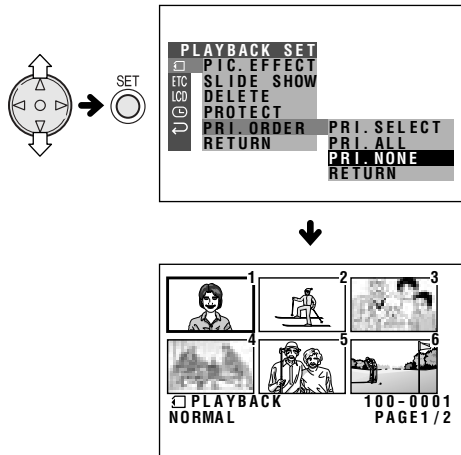 SET
PLAYBACK SET
PIC.EFFECT
ETC SLIDE SHOW
LCD DELETE
PROTECT
PRI.ORDER PRI.SELECT
RETURN PRI.ALL
PRI.NONE
RETURN
1 2 3
4 5 6
PLAYBACK 100-0001
NORMAL PAGE1/2